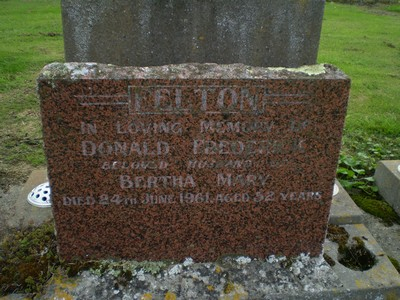 FELTON
IN LOVING MEMORY OF
DONALD FREDERICK
BELOVED HUSBAND OF
BERTHA MARY
DIED 24TH JUNE 1961, AGED 52 YEARS